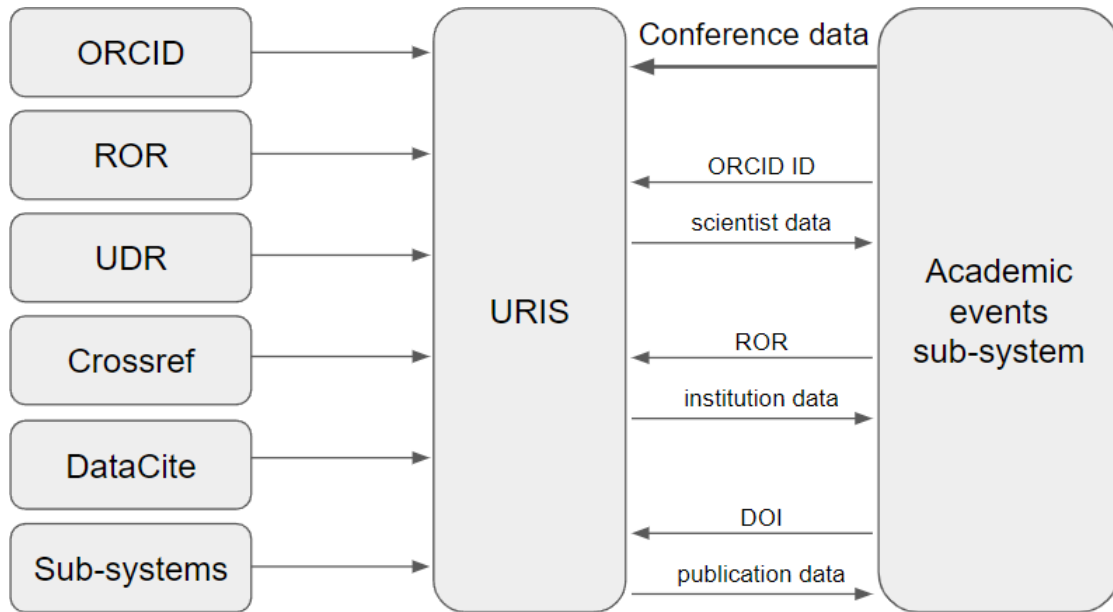 ORCID
ROR
UDR
Crossref
DataCite
Sub-systems
URIS
Conference data
ORCID ID
scientist data
ROR
institution data
DOI
publication data
Academic
events
sub-system